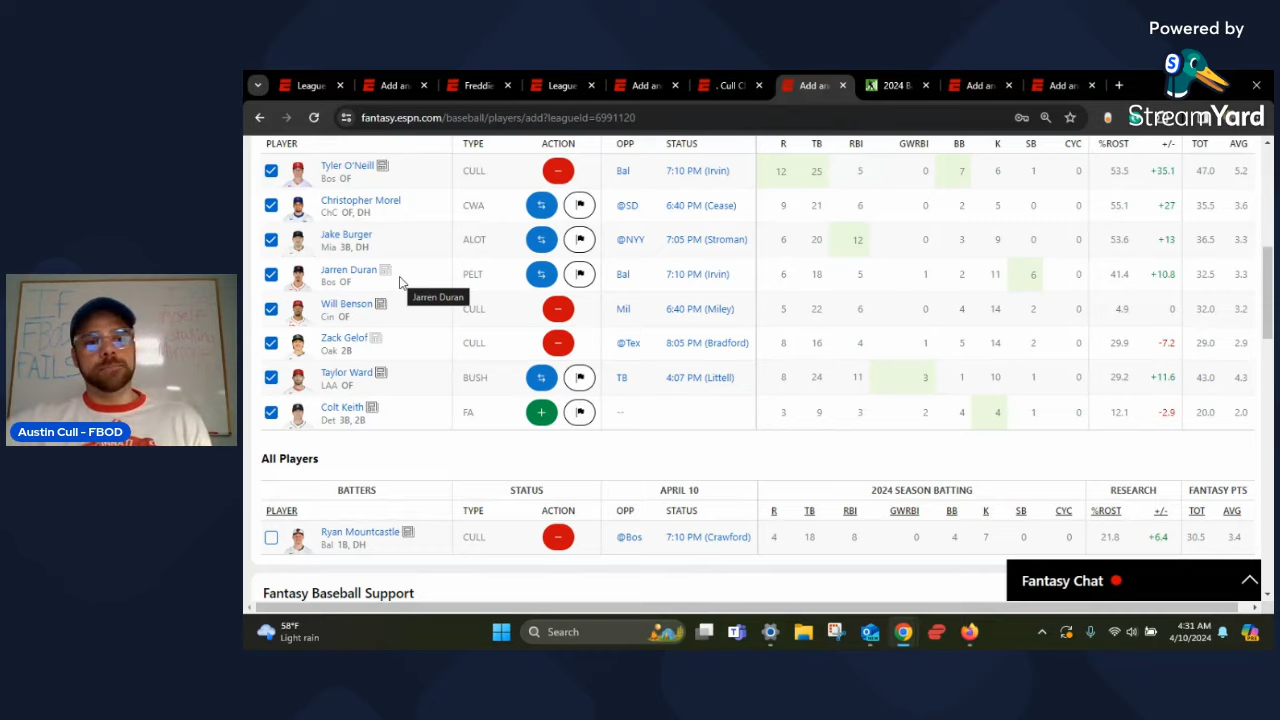 Powered by
StreamYard
League
Add an
Freddie
League
Add an
. Cull Cl
Add an
2024 B
Add an
Add an
fantasy.espn.com/baseball/players/add?leagueId=6991120
PLAYER TYPE ACTION OPP STATUS R TB RBI GWRBI BB K SB CYC %ROST +/- TOT AVG
Tyler O'Neill Bos OF CULL Bal 7:10 PM (Irvin) 12 25 5 0 7 6 1 0 53.5 +35.1 47.0 5.2
Christopher Morel ChC OF, DH CWA @SD 6:40 PM (Cease) 9 21 6 0 2 5 0 0 55.1 +27 35.5 3.6
Jake Burger Mia 3B, DH ALOT @NYY 7:05 PM (Stroman) 6 20 12 0 3 9 0 0 53.6 +13 36.5 3.3
Jarren Duran Bos OF PELT Bal 7:10 PM (Irvin) 6 18 5 1 2 11 6 0 41.4 +10.8 32.5 3.3
Jarren Duran
Will Benson Cin OF CULL Mil 6:40 PM (Miley) 5 22 6 0 4 14 2 0 4.9 0 32.0 3.2
Zack Gelof Oak 2B CULL @Tex 8:05 PM (Bradford) 8 16 4 1 5 14 2 0 29.9 -7.2 29.0 2.9
Taylor Ward LAA OF BUSH TB 4:07 PM (Littell) 8 24 11 3 1 10 0 0 29.2 +11.6 43.0 4.3
Colt Keith Det 3B, 2B FA -- 3 9 3 2 4 4 1 0 12.1 -2.9 20.0 2.0
All Players
BATTERS STATUS APRIL 10 2024 SEASON BATTING RESEARCH FANTASY PTS
PLAYER TYPE ACTION OPP STATUS R TB RBI GWRBI BB K SB CYC %ROST +/- TOT AVG
Ryan Mountcastle Bal 1B, DH CULL @Bos 7:10 PM (Crawford) 4 18 8 0 4 7 0 0 21.8 +6.4 30.5 3.4
Fantasy Chat
Fantasy Baseball Support
IF
FBOD
FAILS
Austin Cull - FBOD
58°F
Light rain
Search
4:31 AM
4/10/2024